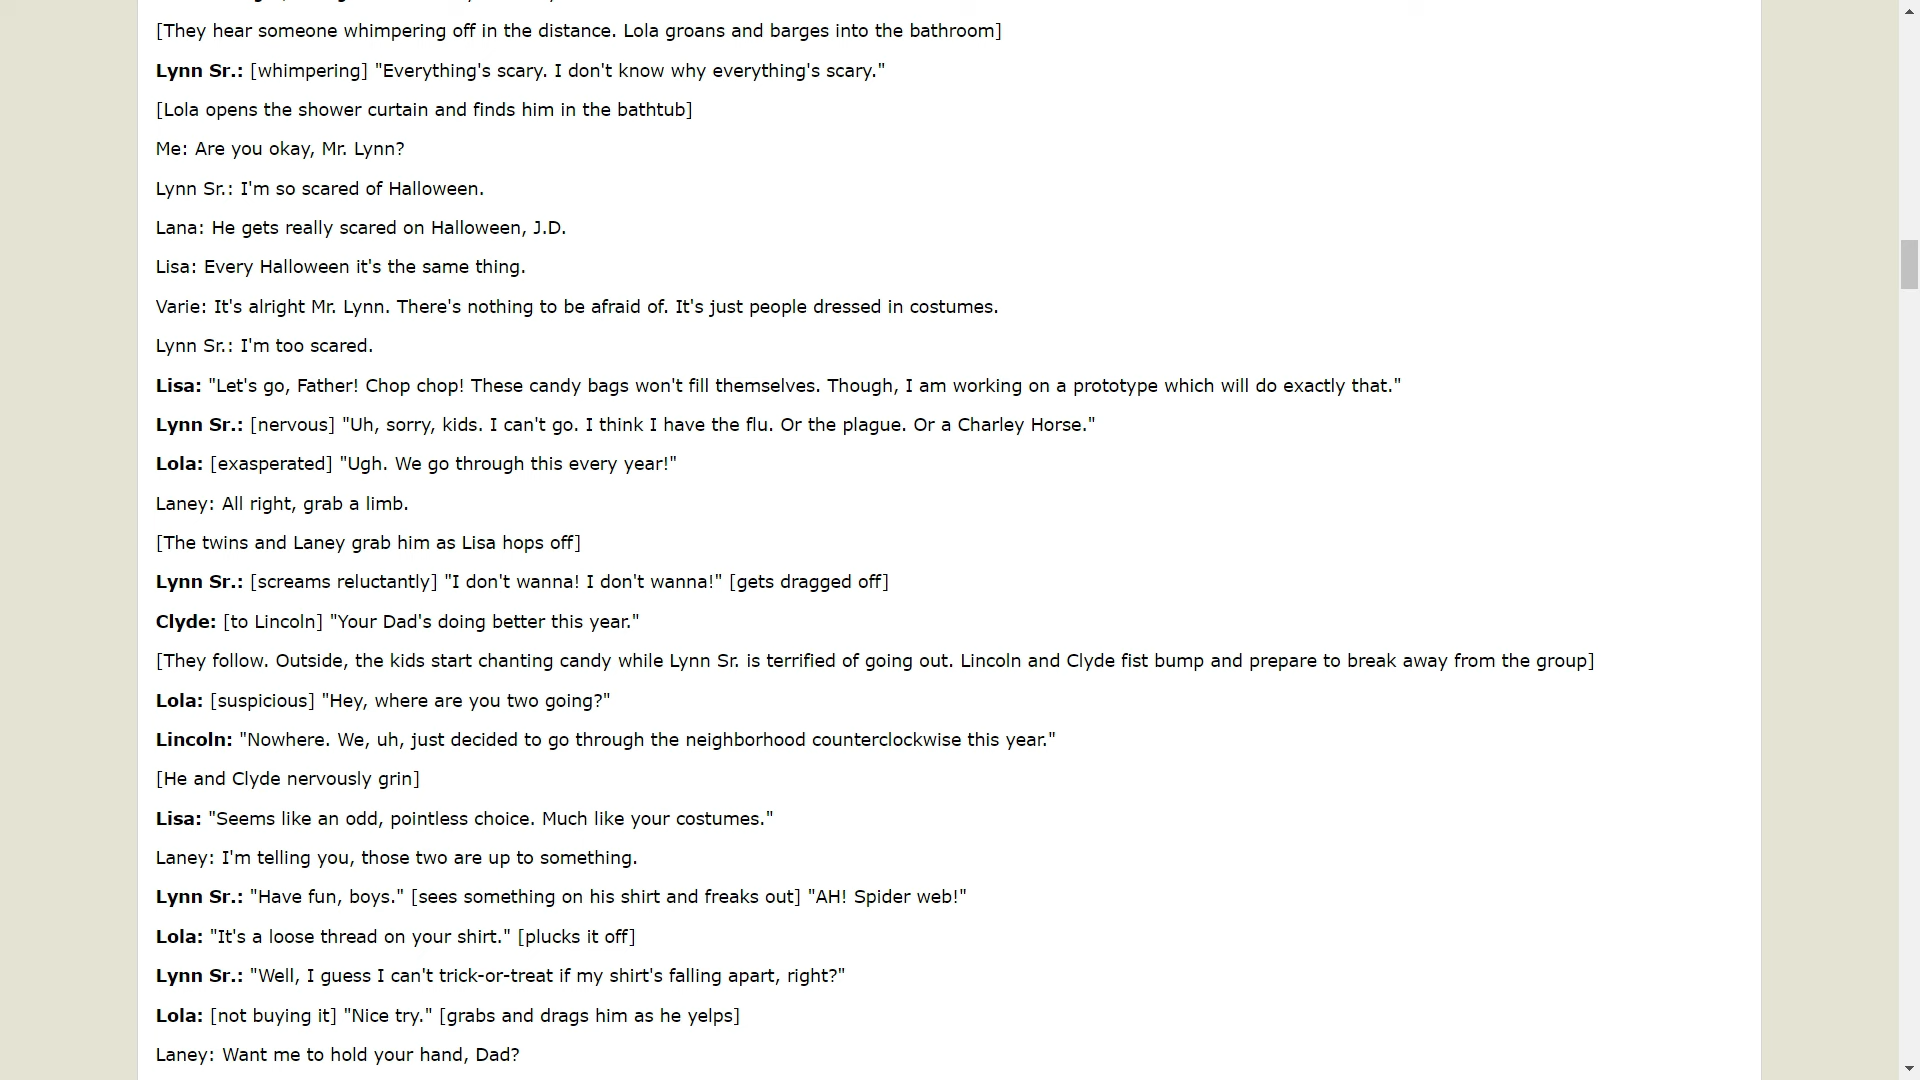 [They hear someone whimpering off in the distance. Lola groans and barges into the bathroom]
Lynn Sr.: [whimpering] "Everything's scary. I don't know why everything's scary."
[Lola opens the shower curtain and finds him in the bathtub]
Me: Are you okay, Mr. Lynn?
Lynn Sr.: I'm so scared of Halloween.
Lana: He gets really scared on Halloween, J.D.
Lisa: Every Halloween it's the same thing.
Varie: It's alright Mr. Lynn. There's nothing to be afraid of. It's just people dressed in costumes.
Lynn Sr.: I'm too scared.
Lisa: "Let's go, Father! Chop chop! These candy bags won't fill themselves. Though, I am working on a prototype which will do exactly that."
Lynn Sr.: [nervous] "Uh, sorry, kids. I can't go. I think I have the flu. Or the plague. Or a Charley Horse."
Lola: [exasperated] "Ugh. We go through this every year!"
Laney: All right, grab a limb.
[The twins and Laney grab him as Lisa hops off]
Lynn Sr.: [screams reluctantly] "I don't wanna! I don't wanna!" [gets dragged off]
Clyde: [to Lincoln] "Your Dad's doing better this year."
[They follow. Outside, the kids start chanting candy while Lynn Sr. is terrified of going out. Lincoln and Clyde fist bump and prepare to break away from the group]
Lola: [suspicious] "Hey, where are you two going?"
Lincoln: "Nowhere. We, uh, just decided to go through the neighborhood counterclockwise this year."
[He and Clyde nervously grin]
Lisa: "Seems like an odd, pointless choice. Much like your costumes."
Laney: I'm telling you, those two are up to something.
Lynn Sr.: "Have fun, boys." [sees something on his shirt and freaks out] "AH! Spider web!"
Lola: "It's a loose thread on your shirt." [plucks it off]
Lynn Sr.: "Well, I guess I can't trick-or-treat if my shirt's falling apart, right?"
Lola: [not buying it] "Nice try." [grabs and drags him as he yelps]
Laney: Want me to hold your hand, Dad?